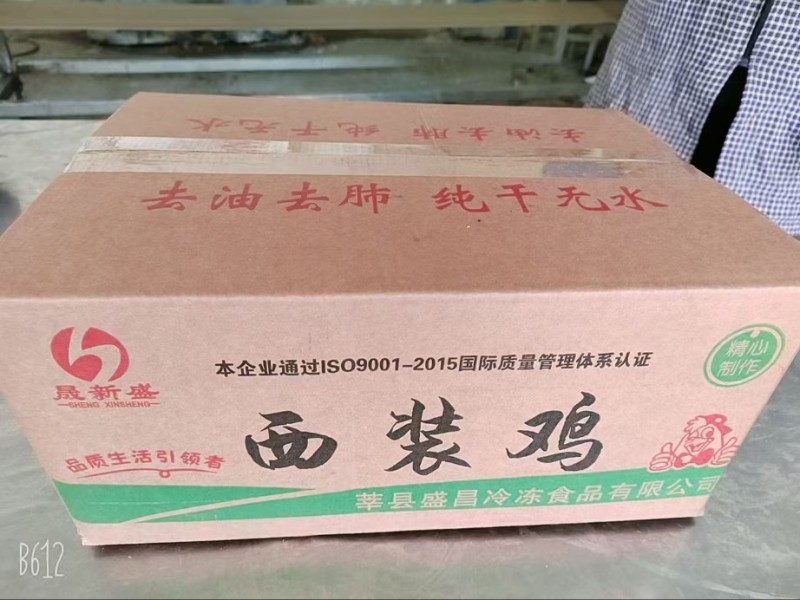 去油去肺 纯干无水
去油去肺 纯干无水
晟新盛
SHENG XINSHENG
品质生活引领者
本企业通过ISO9001-2015国际质量管理体系认证
精心
制作
西装鸡
莘县盛昌冷冻食品有限公司
B612